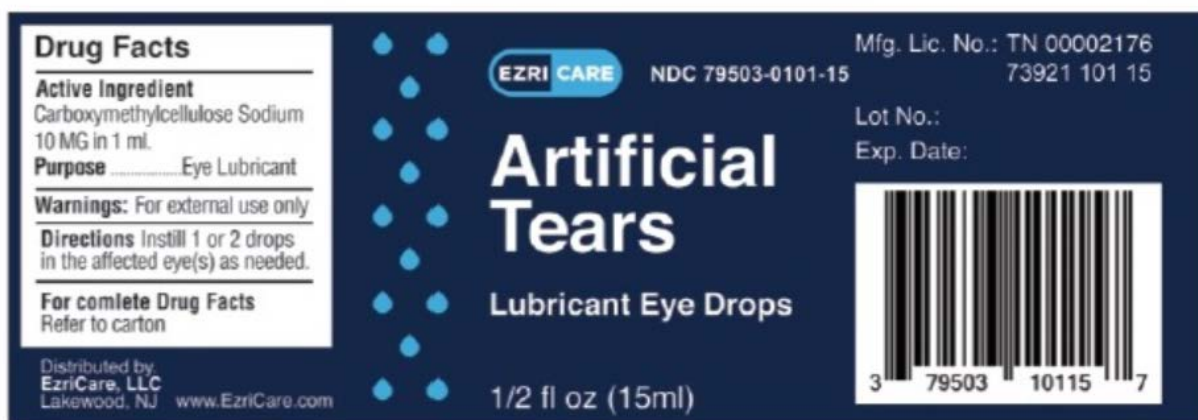 Drug Facts
Active Ingredient
Carboxymethylcellulose Sodium
10 MG in 1 ml.
Purpose ................Eye Lubricant
Warnings: For external use only
Directions Instill 1 or 2 drops
in the affected eye(s) as needed.
For comlete Drug Facts
Refer to carton
Distributed by,
EzriCare, LLC
Lakewood, NJ www.EzriCare.com
EZRI CARE NDC 79503-0101-15
Artificial
Tears
Lubricant Eye Drops
1/2 fl oz (15ml)
Mfg. Lic. No.: TN 00002176
73921 101 15
Lot No.:
Exp. Date:
3 79503 10115 7